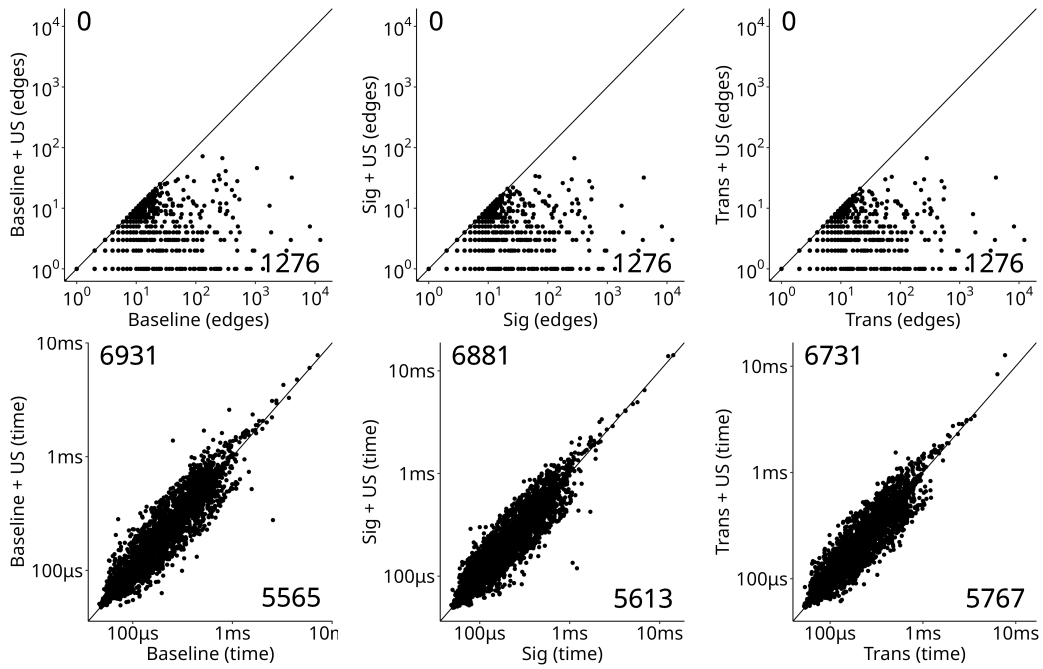 0
10⁴
10³
10²
10¹
10⁰
Baseline + US (edges)
1276
10⁰ 10¹ 10² 10³ 10⁴
Baseline (edges)
0
10⁴
10³
10²
10¹
10⁰
Sig + US (edges)
1276
10⁰ 10¹ 10² 10³ 10⁴
Sig (edges)
0
10⁴
10³
10²
10¹
10⁰
Trans + US (edges)
1276
10⁰ 10¹ 10² 10³ 10⁴
Trans (edges)
6931
10ms
1ms
100µs
Baseline + US (time)
5565
100µs 1ms 10n
Baseline (time)
6881
10ms
1ms
100µs
Sig + US (time)
5613
100µs 1ms 10ms
Sig (time)
6731
10ms
1ms
100µs
Trans + US (time)
5767
100µs 1ms 10ms
Trans (time)